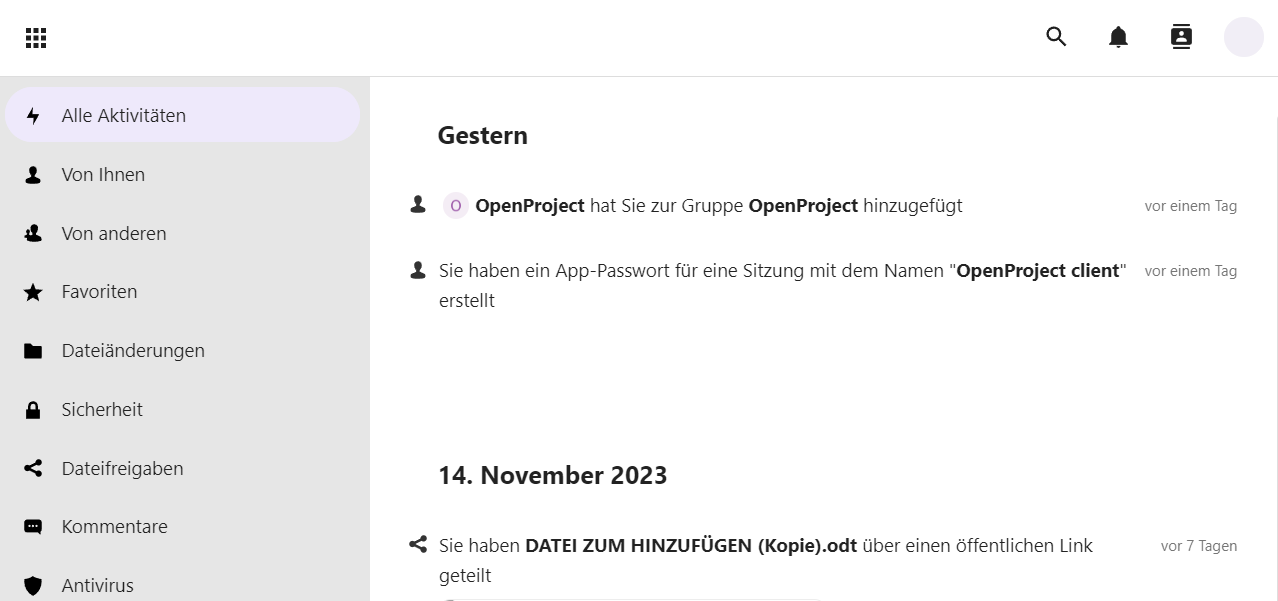 Alle Aktivitäten
Von Ihnen
Von anderen
Favoriten
Dateiänderungen
Sicherheit
Dateifreigaben
Kommentare
Antivirus
Gestern
O OpenProject hat Sie zur Gruppe OpenProject hinzugefügt vor einem Tag
Sie haben ein App-Passwort für eine Sitzung mit dem Namen "OpenProject client" vor einem Tag
erstellt
14. November 2023
Sie haben DATEI ZUM HINZUFÜGEN (Kopie).odt über einen öffentlichen Link vor 7 Tagen
geteilt